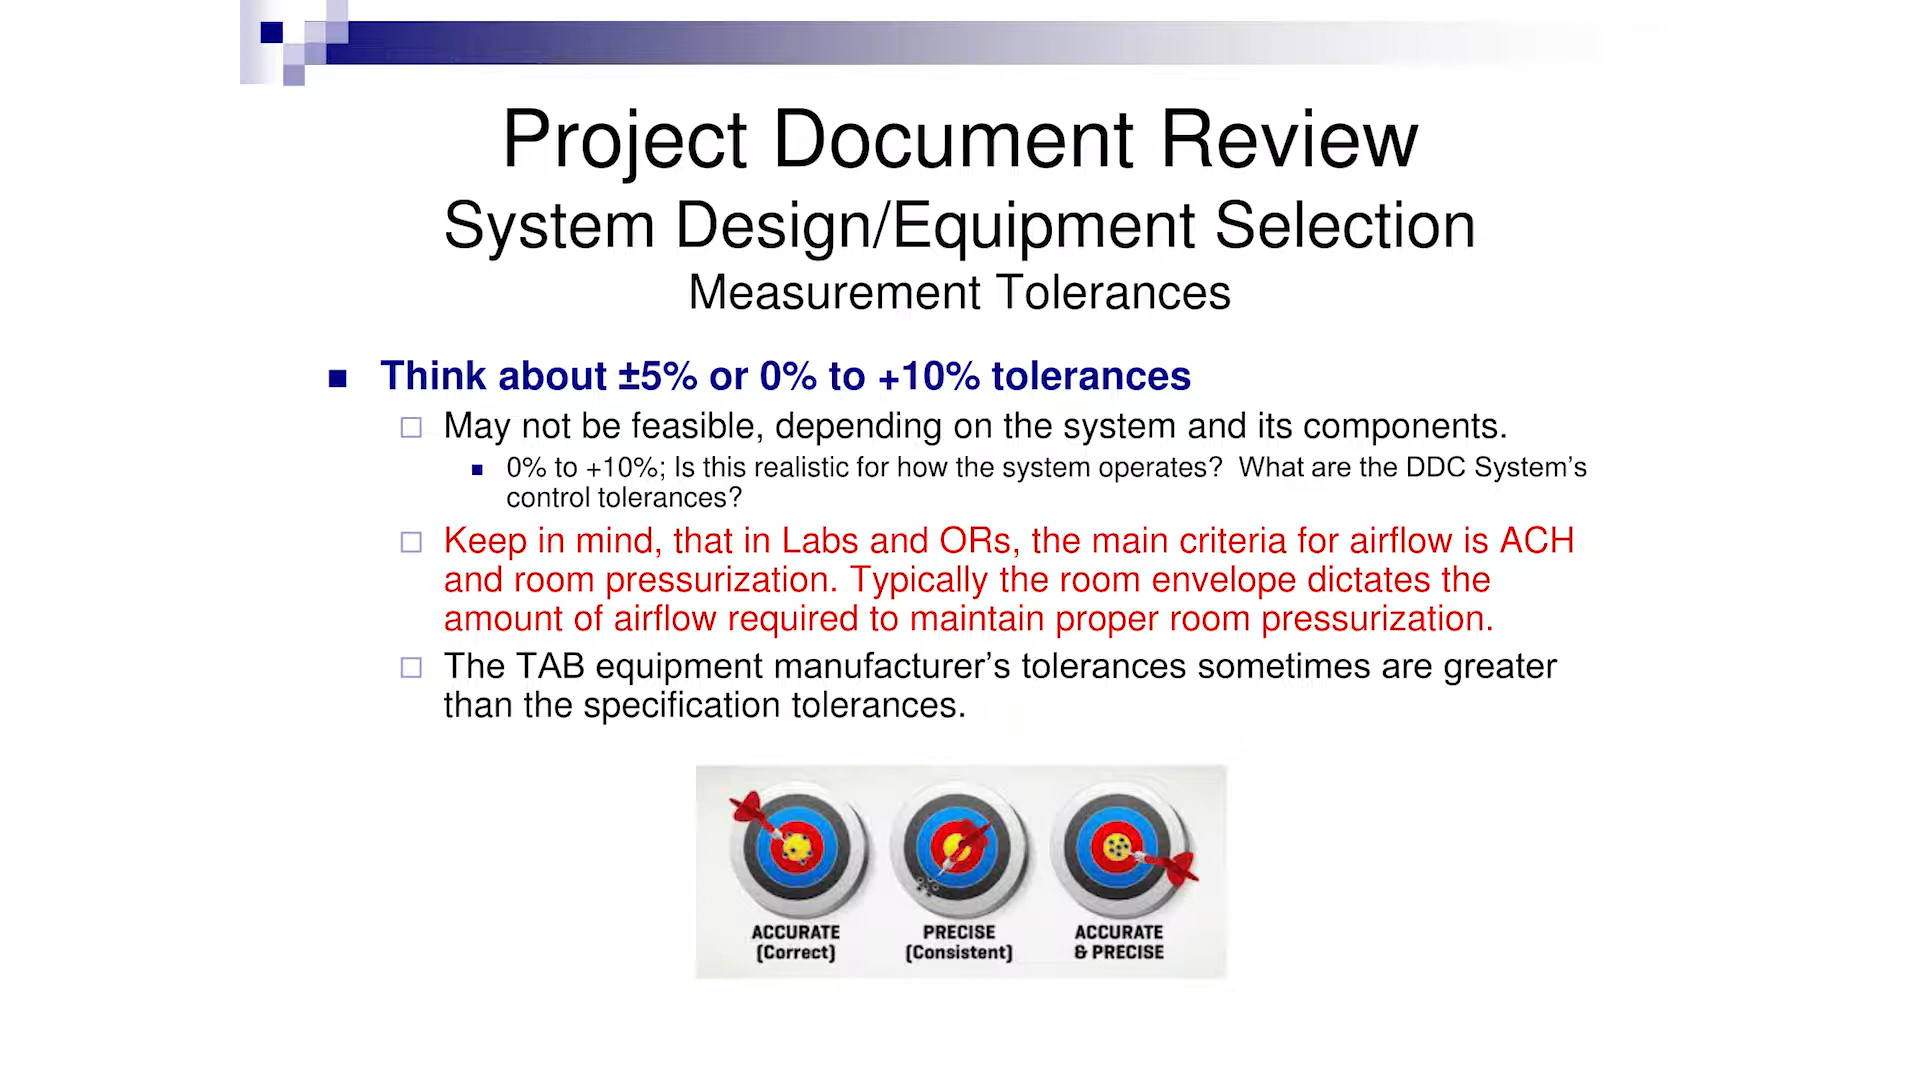 Project Document Review
System Design/Equipment Selection
Measurement Tolerances
Think about ±5% or 0% to +10% tolerances
May not be feasible, depending on the system and its components.
0% to +10%; Is this realistic for how the system operates?  What are the DDC System’s
control tolerances?
Keep in mind, that in Labs and ORs, the main criteria for airflow is ACH
and room pressurization. Typically the room envelope dictates the
amount of airflow required to maintain proper room pressurization.
The TAB equipment manufacturer’s tolerances sometimes are greater
than the specification tolerances.
ACCURATE
(Correct)
PRECISE
(Consistent)
ACCURATE
& PRECISE